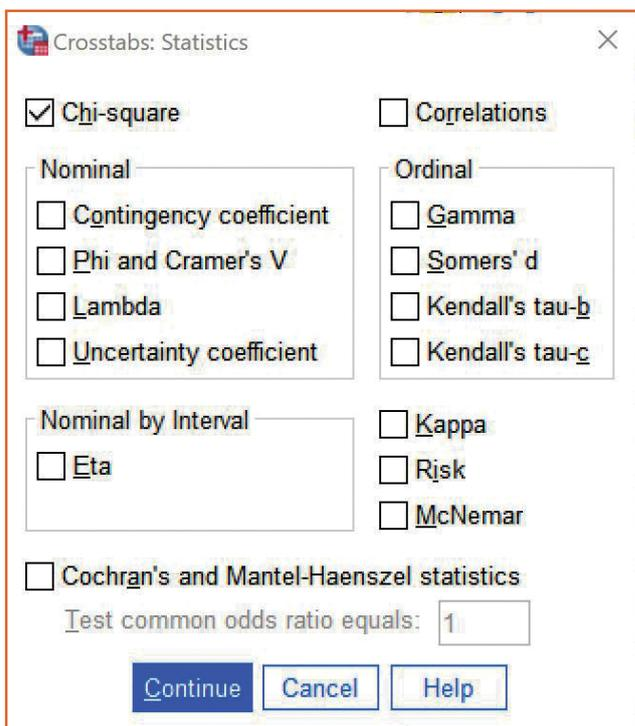 Crosstabs: Statistics
Chi-square
Correlations
Nominal
Contingency coefficient
Phi and Cramer's V
Lambda
Uncertainty coefficient
Ordinal
Gamma
Somers' d
Kendall's tau-b
Kendall's tau-c
Nominal by Interval
Eta
Kappa
Risk
McNemar
Cochran's and Mantel-Haenszel statistics
Test common odds ratio equals: 1
Continue Cancel Help